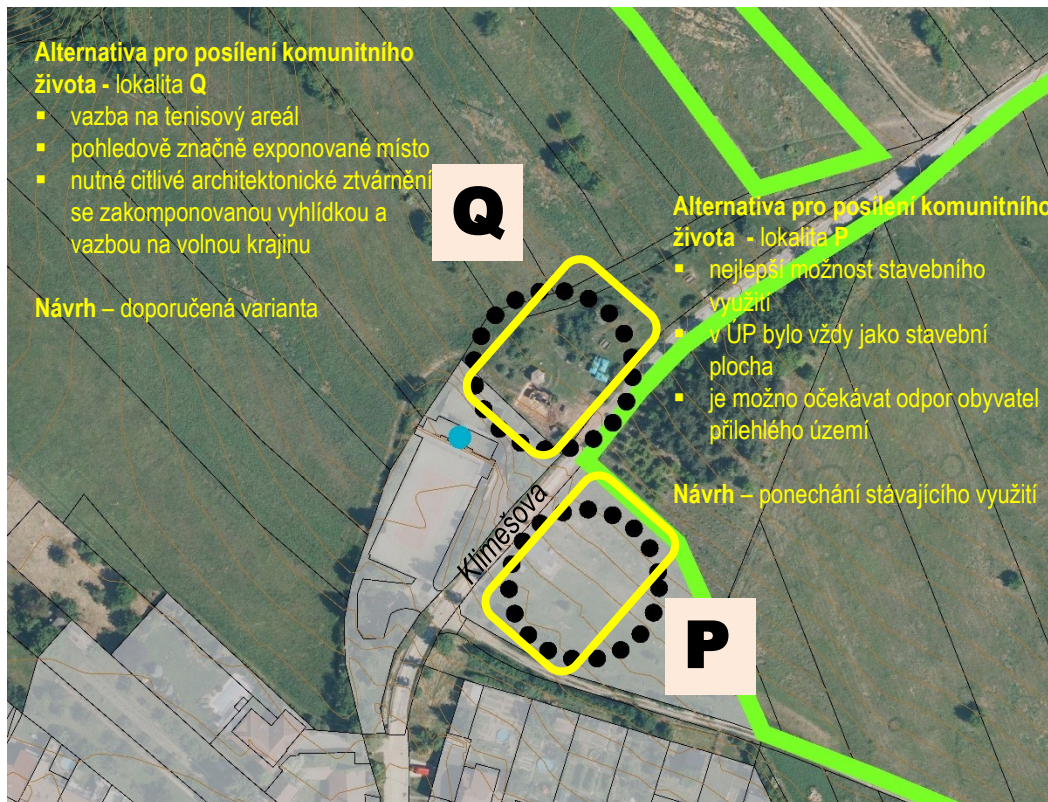 Alternativa pro posílení komunitního
života - lokalita Q
▪ vazba na tenisový areál
▪ pohledově značně exponované místo
▪ nutné citlivé architektonické ztvárnění
se zakomponovanou vyhlídkou a
vazbou na volnou krajinu
Návrh – doporučená varianta
Q
Alternativa pro posílení komunitního
života - lokalita P
▪ nejlepší možnost stavebního
využití
▪ v ÚP bylo vždy jako stavební
plocha
▪ je možno očekávat odpor obyvatel
přilehlého území
Návrh – ponechání stávajícího využití
Klimešova
P